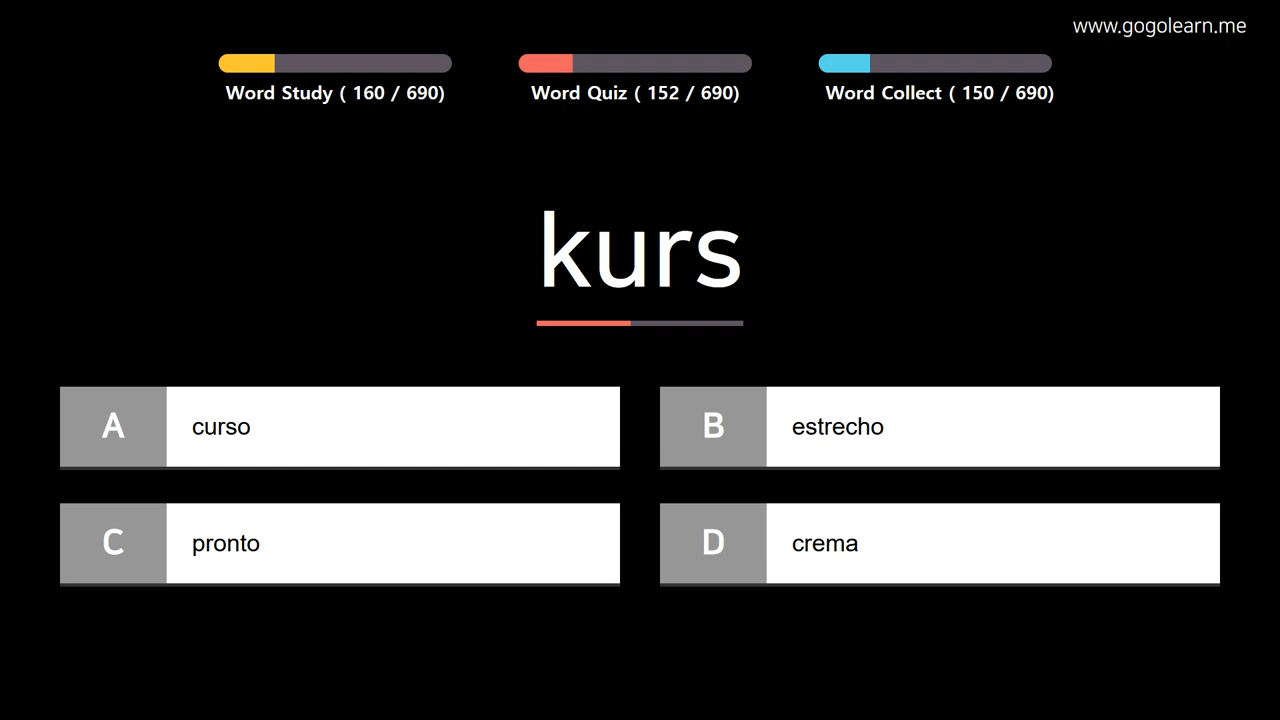 www.gogolearn.me
Word Study ( 160 / 690)
Word Quiz ( 152 / 690)
Word Collect ( 150 / 690)
kurs
A curso
B estrecho
C pronto
D crema